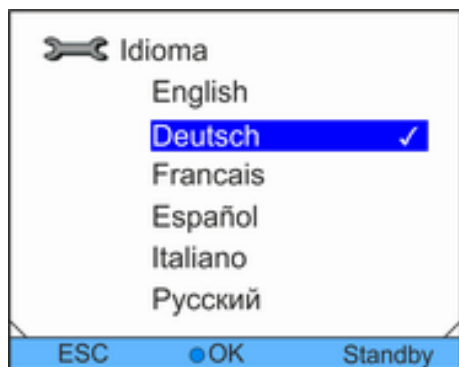 Idioma
English
Deutsch ✓
Francais
Español
Italiano
Русский
ESC OK Standby